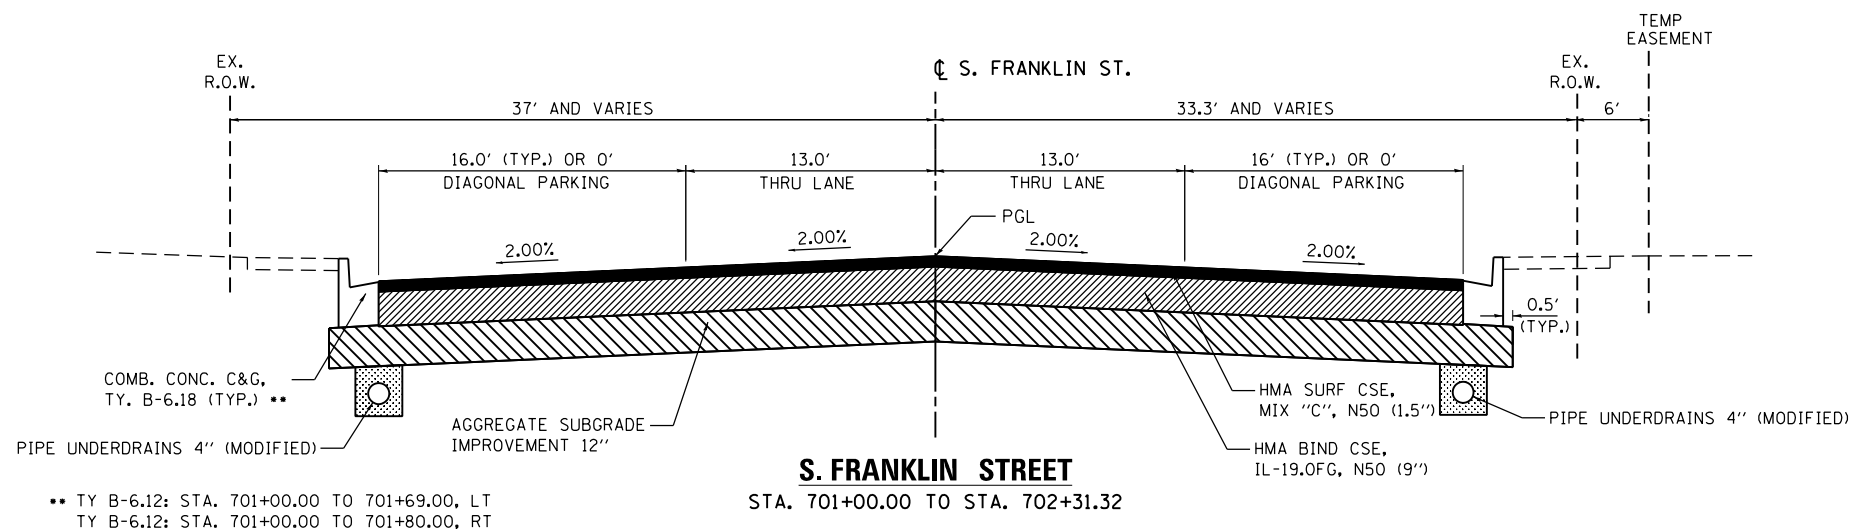 TEMP
EASEMENT
EX.
R.O.W.
℄ S. FRANKLIN ST.
EX.
R.O.W.
37' AND VARIES
33.3' AND VARIES
6'
16.0' (TYP.) OR 0'
DIAGONAL PARKING
13.0'
THRU LANE
13.0'
THRU LANE
16' (TYP.) OR 0'
DIAGONAL PARKING
PGL
2.00%
2.00%
2.00%
2.00%
0.5'
(TYP.)
COMB. CONC. C&G,
TY. B-6.18 (TYP.) **
HMA SURF CSE,
MIX "C", N50 (1.5")
AGGREGATE SUBGRADE
IMPROVEMENT 12"
PIPE UNDERDRAINS 4" (MODIFIED)
PIPE UNDERDRAINS 4" (MODIFIED)
HMA BIND CSE,
IL-19.0FG, N50 (9")
S. FRANKLIN STREET
STA. 701+00.00 TO STA. 702+31.32
** TY B-6.12: STA. 701+00.00 TO 701+69.00, LT
TY B-6.12: STA. 701+00.00 TO 701+80.00, RT